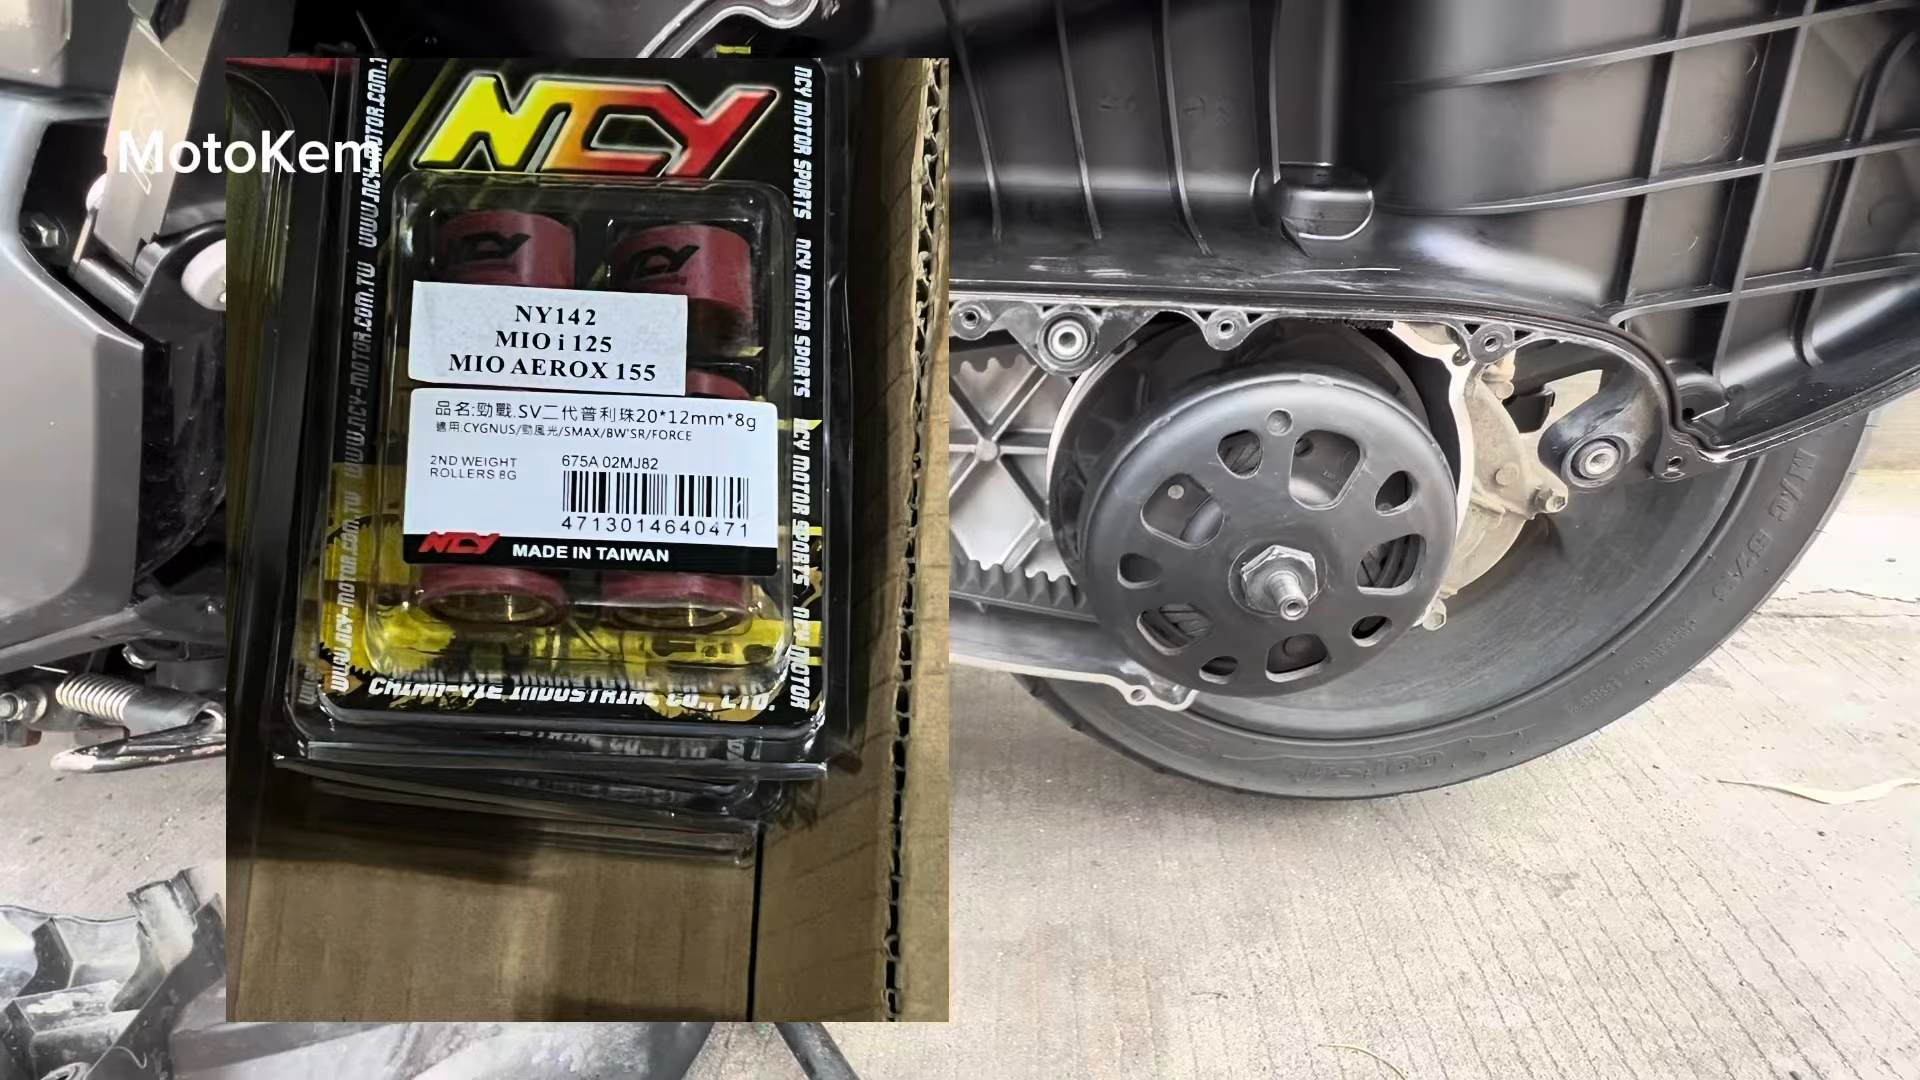 MotoKem
NCY
WWW.NCY-MOTOR.COM.TW
NCY MOTOR SPORTS NCY MOTOR SPORTS NCY MOTOR SPORTS NCY MOTOR
NCY
NCY
NY142
MIO i 125
MIO AEROX 155
品名:勁戰.SV二代普利珠20*12mm*8g
適用:CYGNUS/勁風光/SMAX/BW'SR/FORCE
2ND WEIGHT
ROLLERS 8G
675A 02MJ82
4713014640471
NCY MADE IN TAIWAN
CHIAN-YIE INDUSTRIAL CO., LTD.